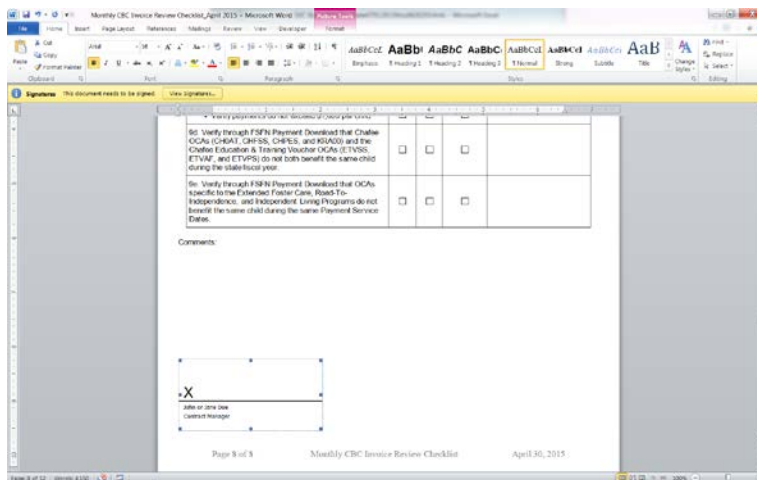 Monthly CBC Invoice Review Checklist_April 2015 - Microsoft Word
Picture Tools
File Home Insert Page Layout References Mailings Review View Developer Format
Cut
Copy
Format Painter
Paste
Clipboard
Arial
Font
Paragraph
AaBbCcL AaBb AaBbC AaBbC AaBbCcI AaBbCcI AaBbCcI AaB
Emphasis ¶ Heading 1 ¶ Heading 2 ¶ Heading 3 ¶ Normal Strong Subtitle Title
Change Styles
Styles
Find
Replace
Select
Editing
Signatures This document needs to be signed. View Signatures...
9d. Verify through FSFN Payment Download that Chafee
OCAs (CH0AT, CHFSS, CHPES, and KRA00) and the
Chafee Education & Training Voucher OCAs (ETVSS,
ETVAF, and ETVPS) do not both benefit the same child
during the state fiscal year.
9e. Verify through FSFN Payment Download that OCAs
specific to the Extended Foster Care, Road-To-
Independence, and Independent Living Programs do not
benefit the same child during the same Payment Service
Dates.
Comments:
X
John or Jane Doe
Contract Manager
Page 8 of 8 Monthly CBC Invoice Review Checklist April 30, 2015
100%